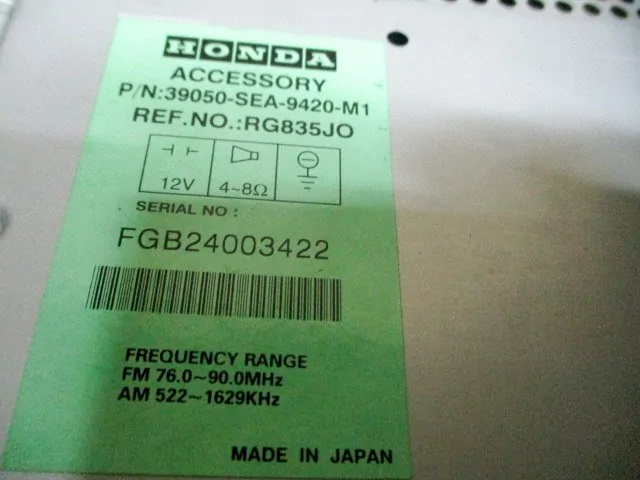 HONDA
ACCESSORY
P/N:39050-SEA-9420-M1
REF.NO.:RG835JO
12V 4~8Ω
SERIAL NO :
FGB24003422
FREQUENCY RANGE
FM 76.0~90.0MHz
AM 522~1629KHz
MADE IN JAPAN